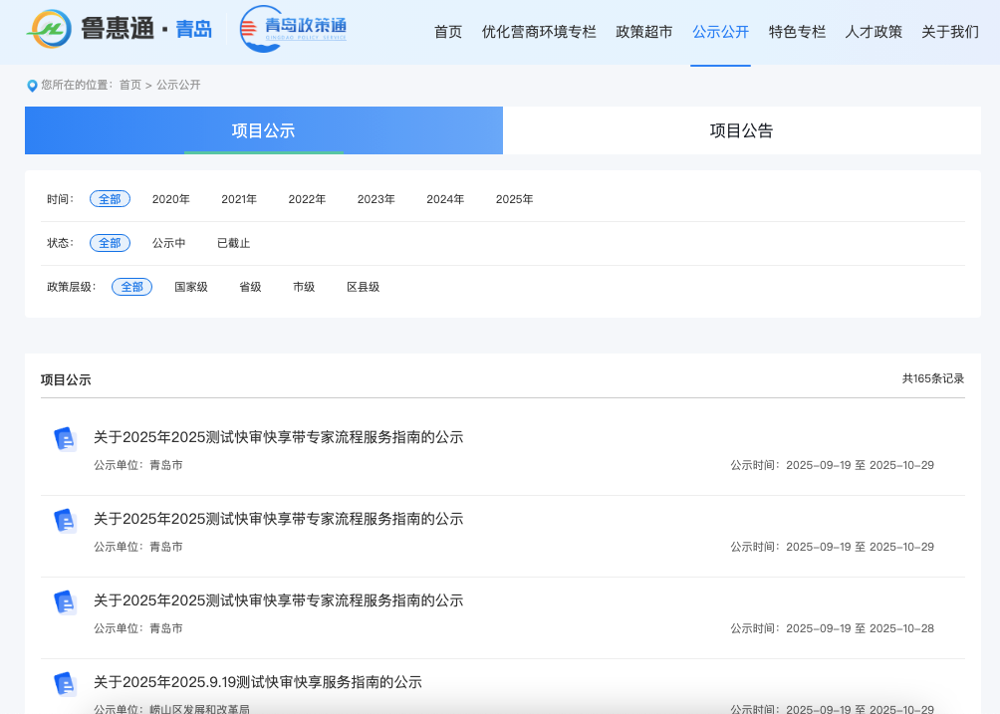 鲁惠通·青岛
青岛政策通
QINGDAO POLICY SERVICE
首页 优化营商环境专栏 政策超市 公示公开 特色专栏 人才政策 关于我们
您所在的位置：首页 > 公示公开
项目公示 项目公告
时间： 全部 2020年 2021年 2022年 2023年 2024年 2025年
状态： 全部 公示中 已截止
政策层级： 全部 国家级 省级 市级 区县级
项目公示 共165条记录
关于2025年2025测试快审快享带专家流程服务指南的公示
公示单位：青岛市 公示时间：2025-09-19 至 2025-10-29
关于2025年2025测试快审快享带专家流程服务指南的公示
公示单位：青岛市 公示时间：2025-09-19 至 2025-10-29
关于2025年2025测试快审快享带专家流程服务指南的公示
公示单位：青岛市 公示时间：2025-09-19 至 2025-10-28
关于2025年2025.9.19测试快审快享服务指南的公示
公示单位：崂山区发展和改革局 公示时间：2025-09-19 至 2025-10-29